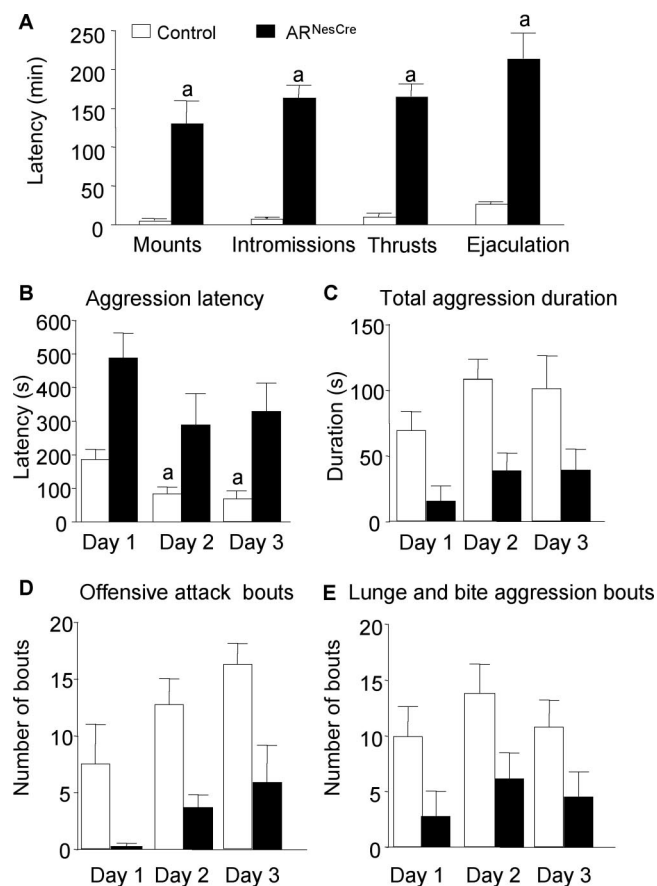 A
Control
AR^NesCre
Latency (min)
250
200
150
100
50
0
a a a a
Mounts Intromissions Thrusts Ejaculation
B Aggression latency
Latency (s)
600
500
400
300
200
100
0
a a
Day 1 Day 2 Day 3
C Total aggression duration
Duration (s)
150
100
50
0
Day 1 Day 2 Day 3
D Offensive attack bouts
Number of bouts
20
15
10
5
0
Day 1 Day 2 Day 3
E Lunge and bite aggression bouts
Number of bouts
20
15
10
5
0
Day 1 Day 2 Day 3